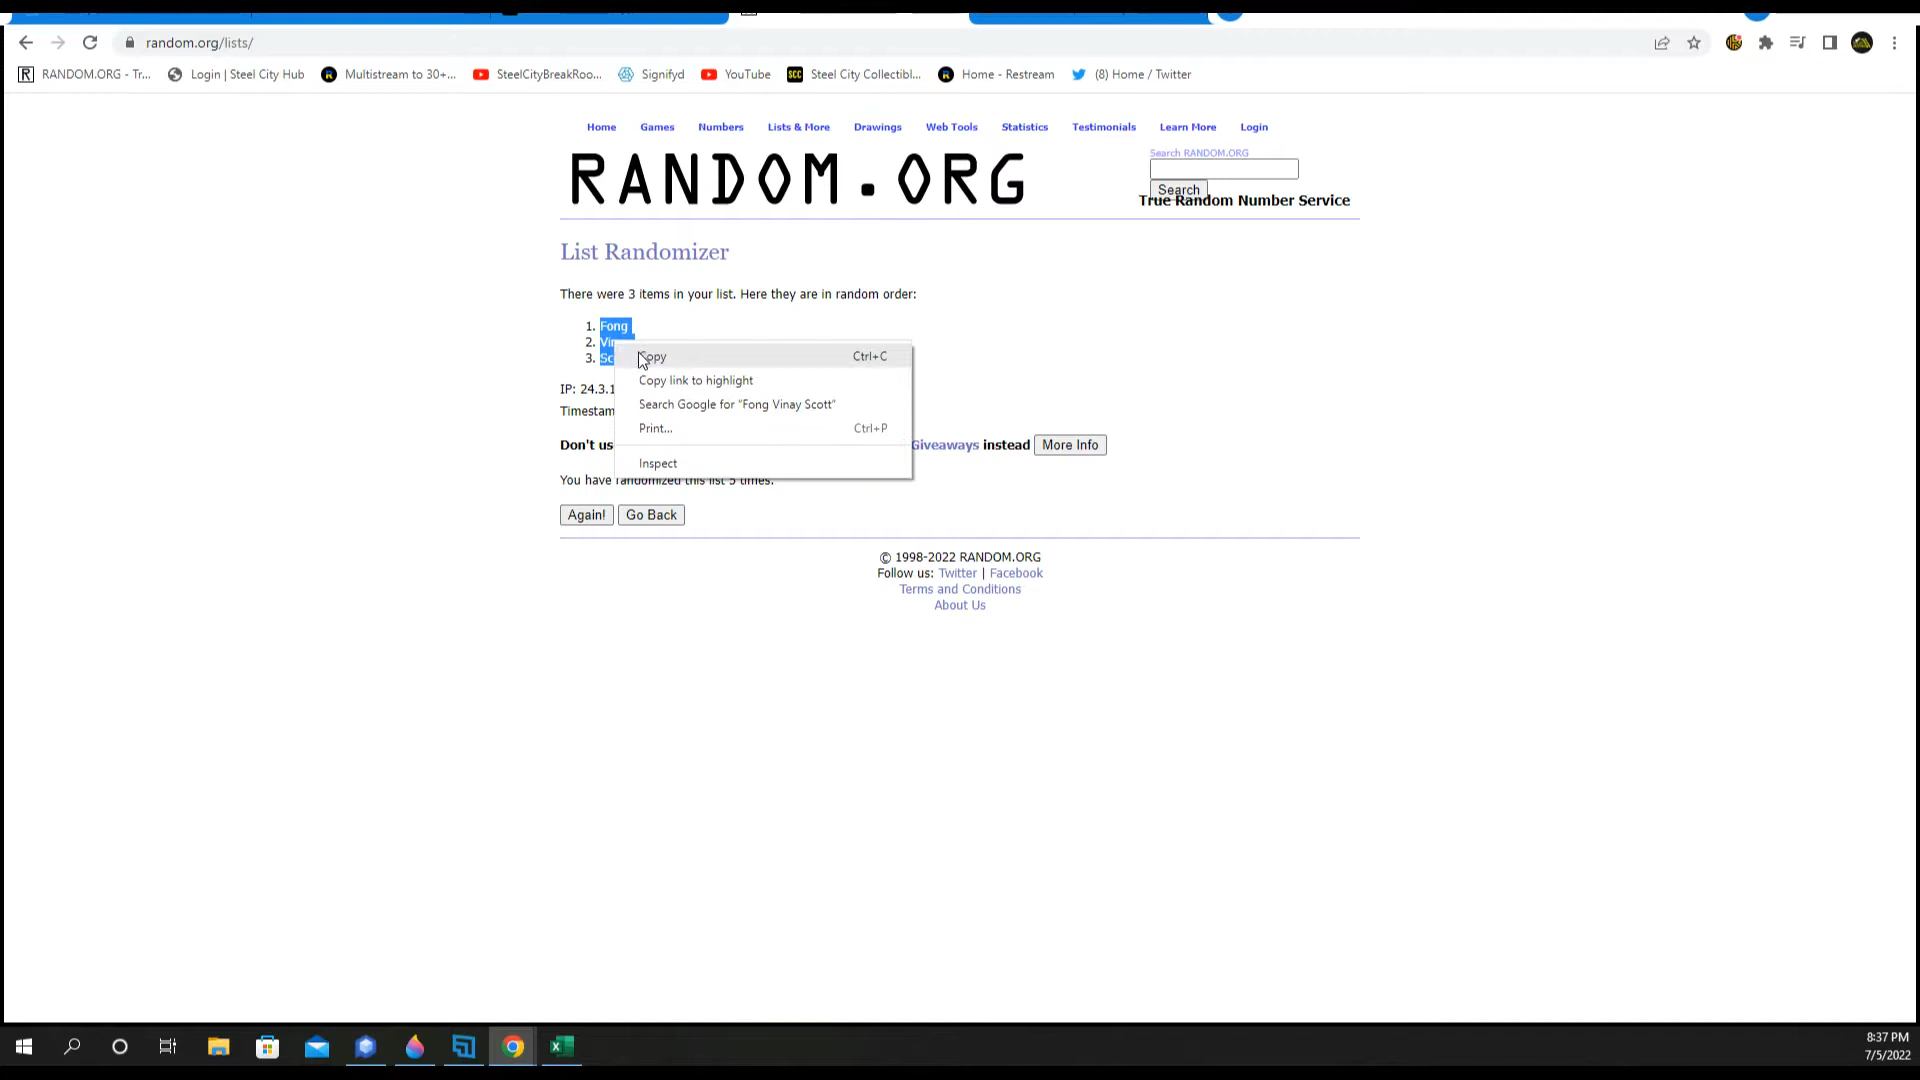 random.org/lists/
RANDOM.ORG - Tr... Login | Steel City Hub Multistream to 30+... SteelCityBreakRoo... Signifyd YouTube Steel City Collectibl... Home - Restream (8) Home / Twitter
Home Games Numbers Lists & More Drawings Web Tools Statistics Testimonials Learn More Login
RANDOM.ORG
Search RANDOM.ORG
Search
True Random Number Service
List Randomizer
There were 3 items in your list. Here they are in random order:
1. Fong
2.
3.
Copy Ctrl+C
Copy link to highlight
Search Google for “Fong Vinay Scott”
Print... Ctrl+P
Inspect
IP: 24.3.1
Timestam
Don't us Giveaways instead More Info
You have randomized this list 5 times.
Again! Go Back
© 1998-2022 RANDOM.ORG
Follow us: Twitter | Facebook
Terms and Conditions
About Us
8:37 PM
7/5/2022